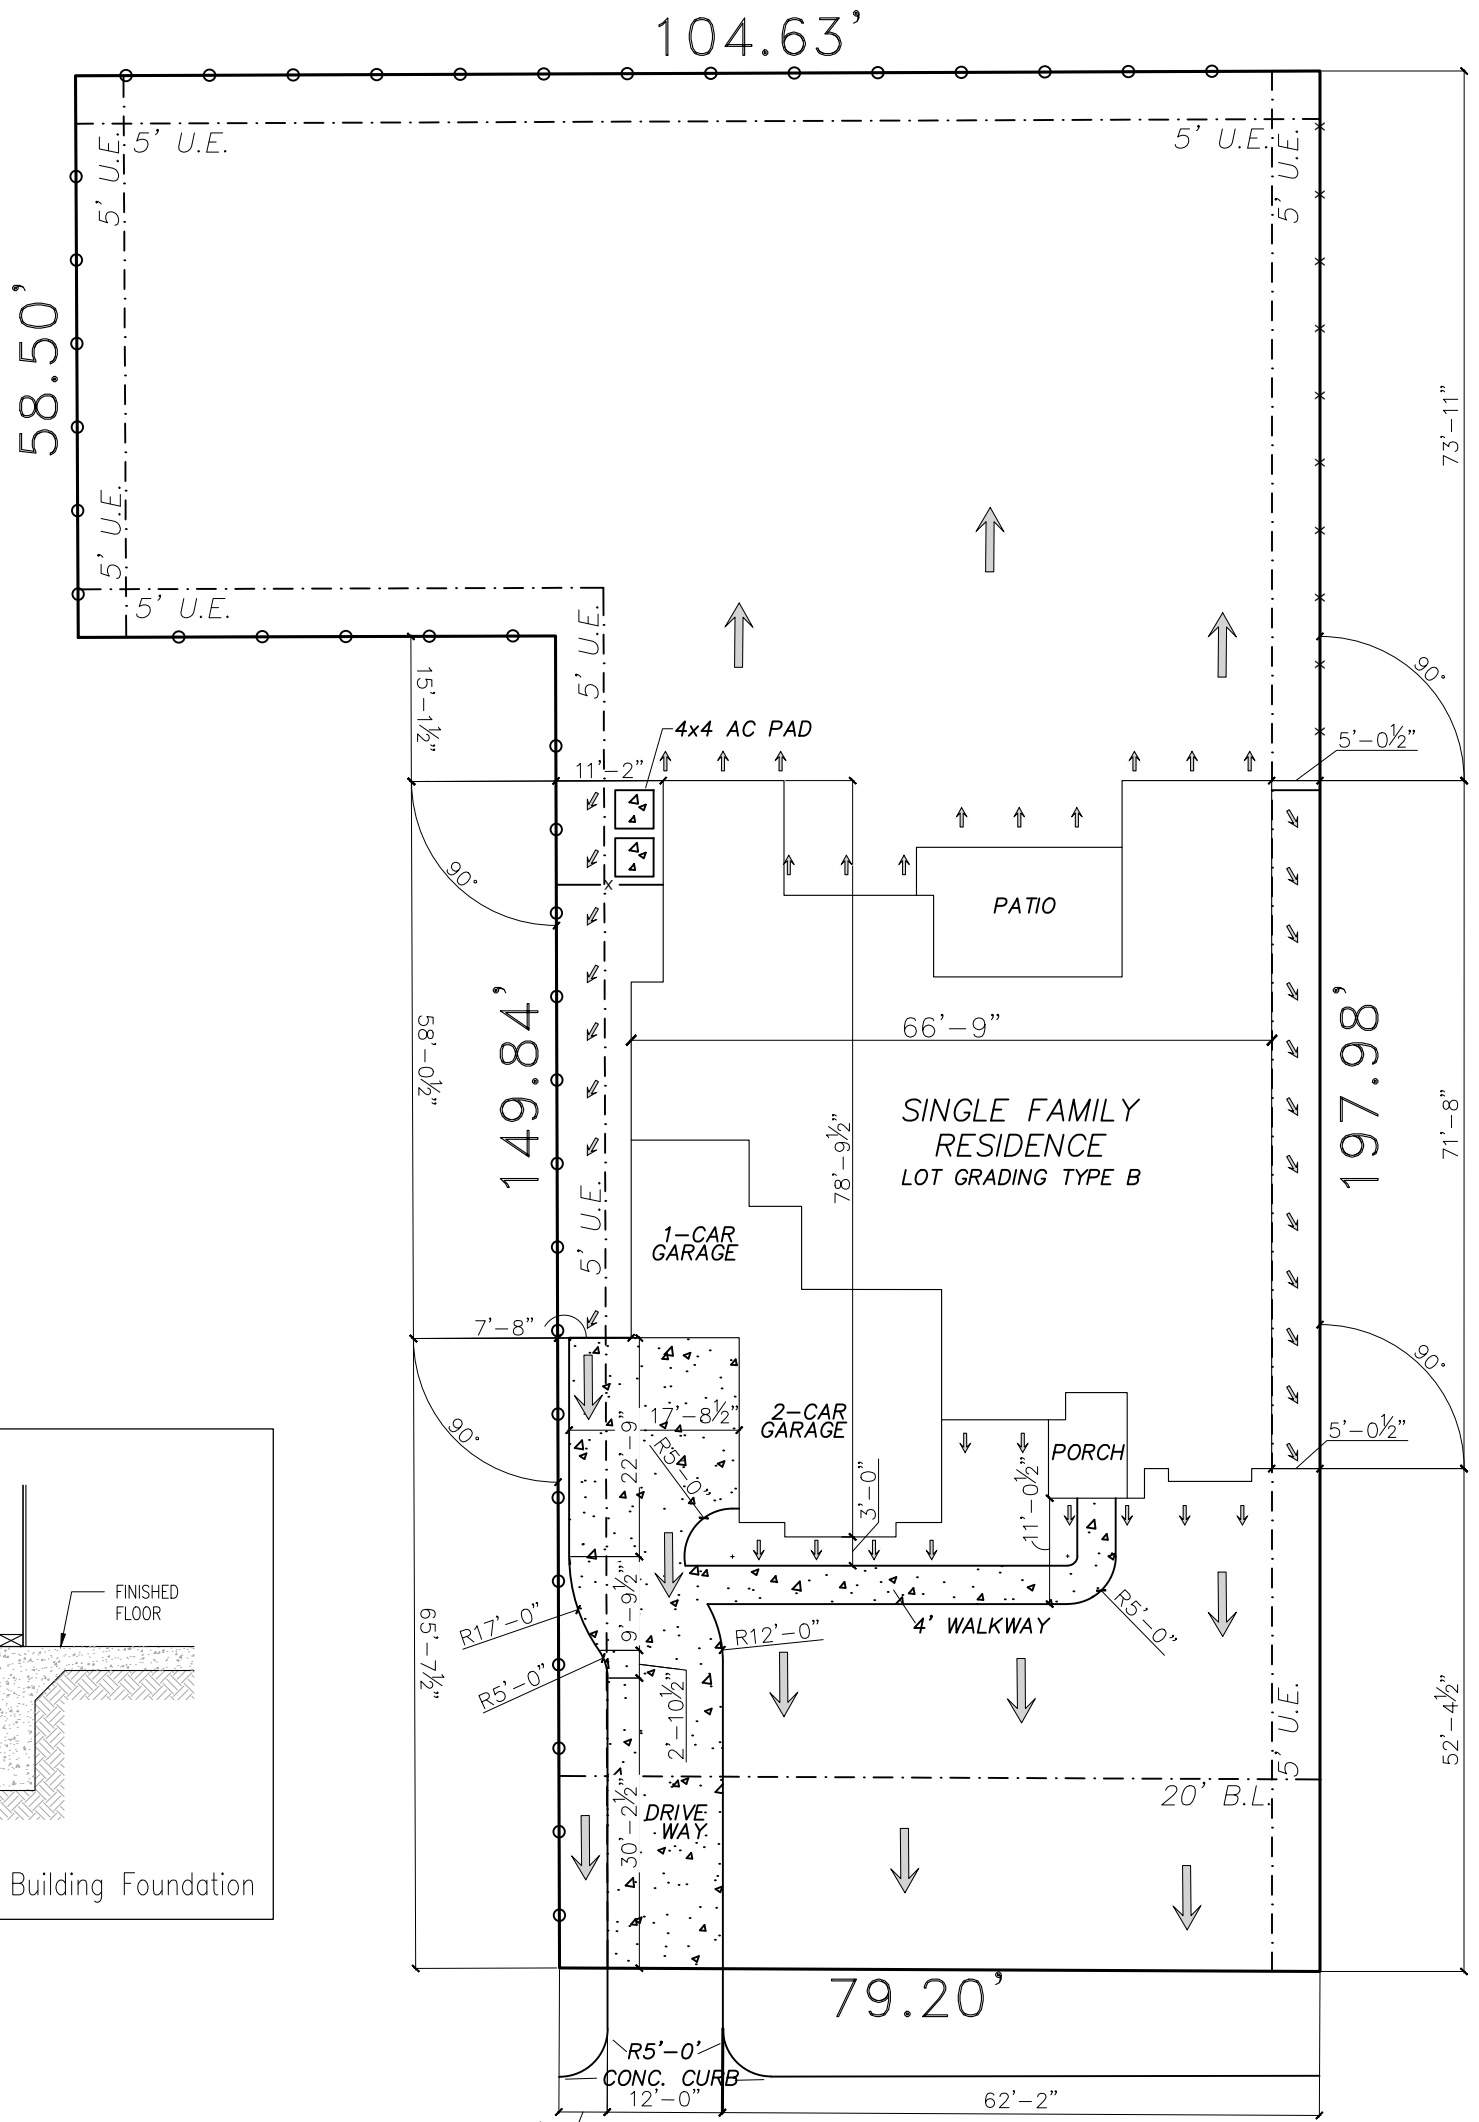 104.63'
5' U.E.
5' U.E.
5' U.E.
5' U.E.
58.50'
73'-11"
5' U.E.
5' U.E.
5' U.E.
15'-1½"
90°
4x4 AC PAD
5'-0½"
11'-2"
90°
PATIO
149.84'
58'-0½"
66'-9"
197.98'
SINGLE FAMILY
RESIDENCE
LOT GRADING TYPE B
78'-9½"
71'-8"
5' U.E.
1-CAR
GARAGE
7'-8"
90°
2-CAR
GARAGE
17'-8½"
22'-9"
R5'-0"
90°
5'-0½"
PORCH
3'-0"
11'-0½"
FINISHED
FLOOR
65'-7½"
R17'-0"
9'-9½"
R12'-0"
4' WALKWAY
R5'-0"
R5'-0"
2'-10½"
5' U.E.
52'-4½"
20' B.L.
30'-2½"
DRIVE
WAY
Building Foundation
79.20'
R5'-0'
CONC. CURB
12'-0"
62'-2"